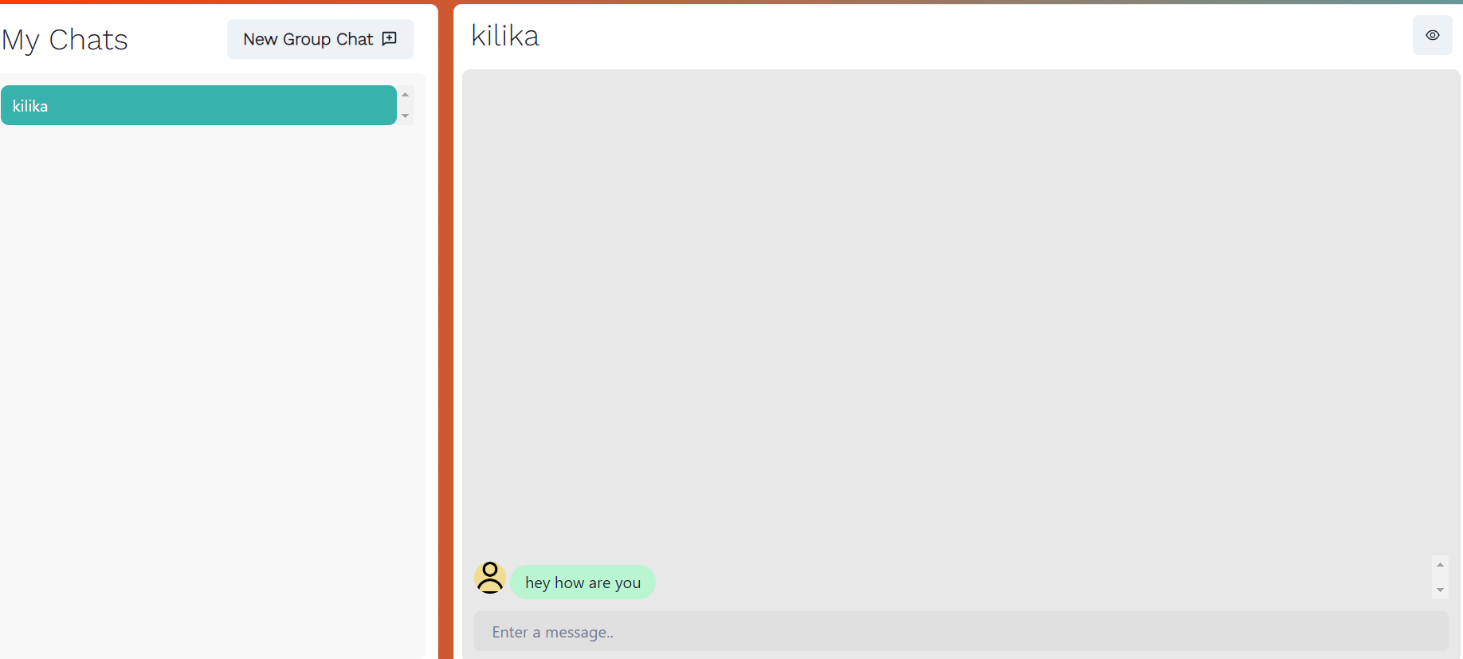 My Chats
New Group Chat
kilika
kilika
hey how are you
Enter a message..